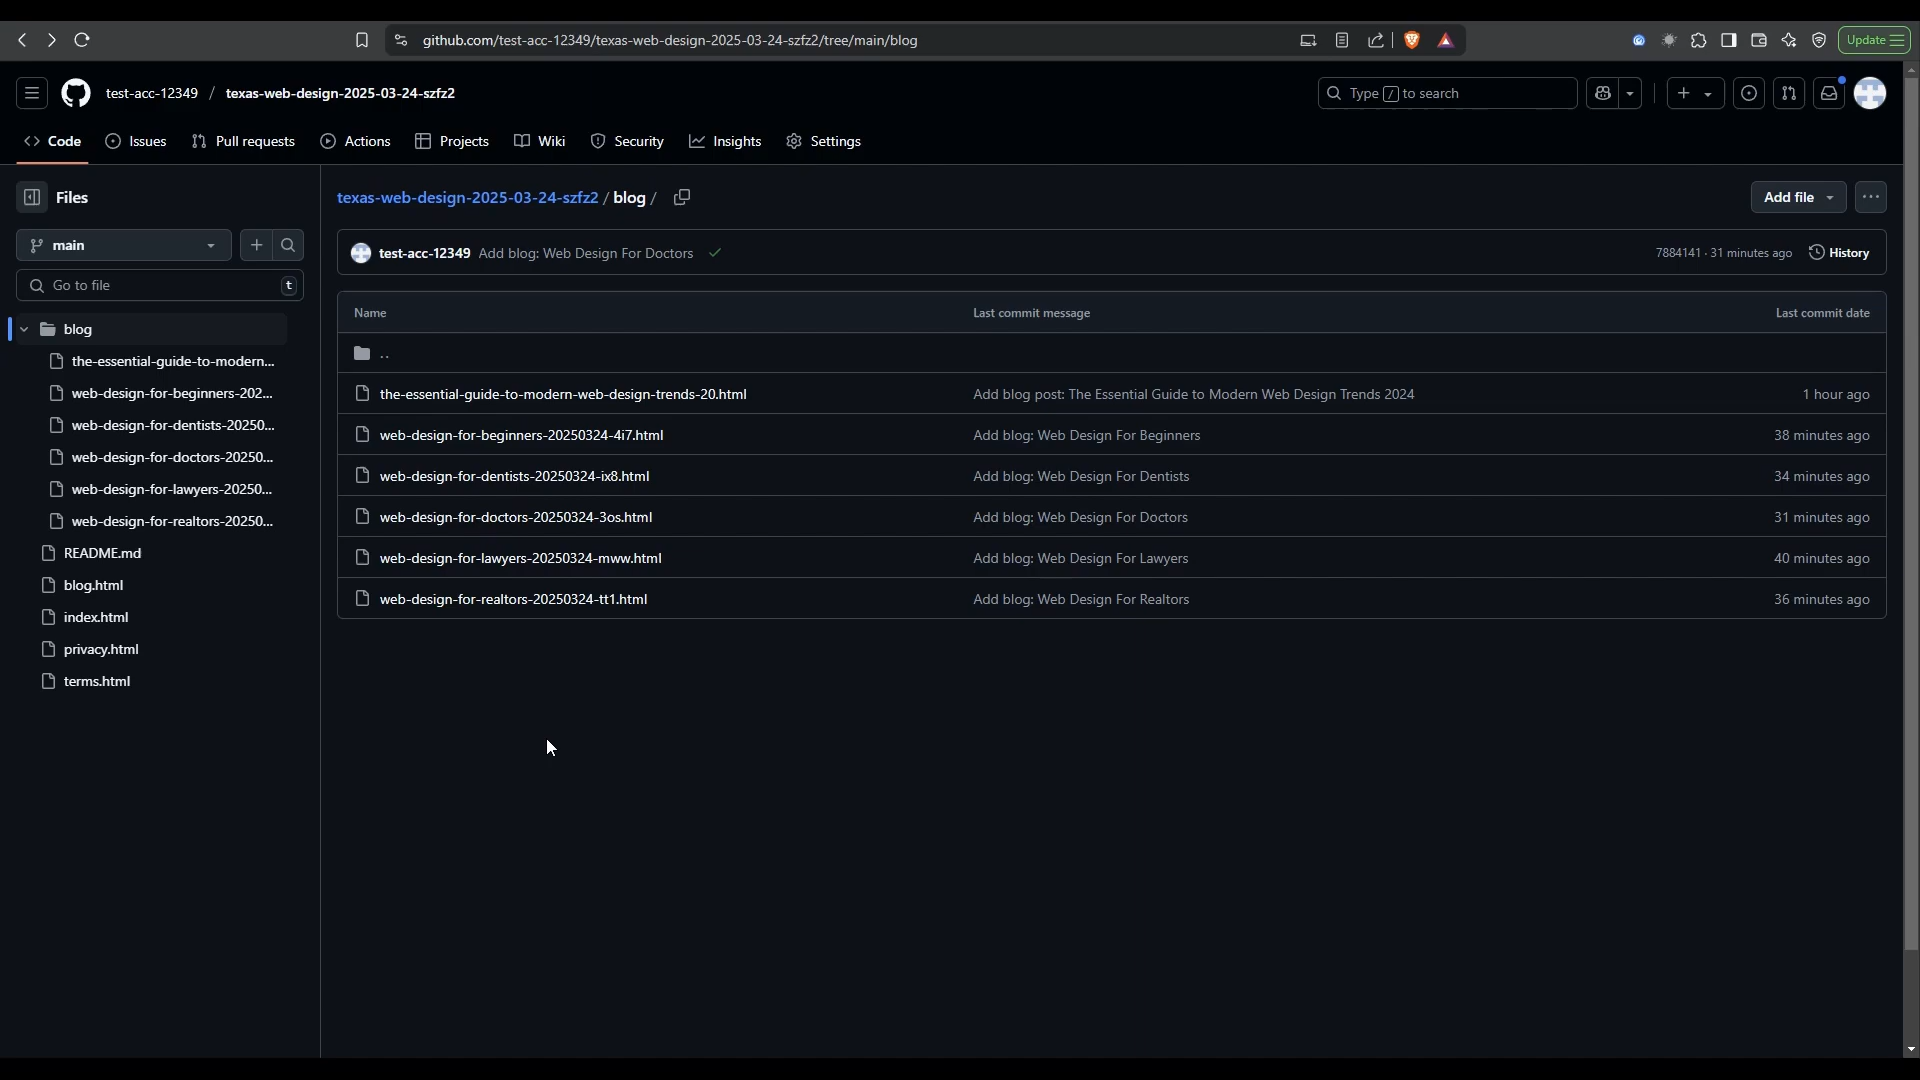 github.com/test-acc-12349/texas-web-design-2025-03-24-szfz2/tree/main/blog
Update
test-acc-12349 / texas-web-design-2025-03-24-szfz2
Type / to search
Code
Issues
Pull requests
Actions
Projects
Wiki
Security
Insights
Settings
Files
texas-web-design-2025-03-24-szfz2 / blog /
Add file
main
test-acc-12349 Add blog: Web Design For Doctors
7884141 · 31 minutes ago
History
Go to file
t
Name
Last commit message
Last commit date
blog
..
the-essential-guide-to-modern...
web-design-for-beginners-202...
web-design-for-dentists-20250...
web-design-for-doctors-20250...
web-design-for-lawyers-20250...
web-design-for-realtors-20250...
README.md
blog.html
index.html
privacy.html
terms.html
the-essential-guide-to-modern-web-design-trends-20.html
Add blog post: The Essential Guide to Modern Web Design Trends 2024
1 hour ago
web-design-for-beginners-20250324-4i7.html
Add blog: Web Design For Beginners
38 minutes ago
web-design-for-dentists-20250324-ix8.html
Add blog: Web Design For Dentists
34 minutes ago
web-design-for-doctors-20250324-3os.html
Add blog: Web Design For Doctors
31 minutes ago
web-design-for-lawyers-20250324-mww.html
Add blog: Web Design For Lawyers
40 minutes ago
web-design-for-realtors-20250324-tt1.html
Add blog: Web Design For Realtors
36 minutes ago